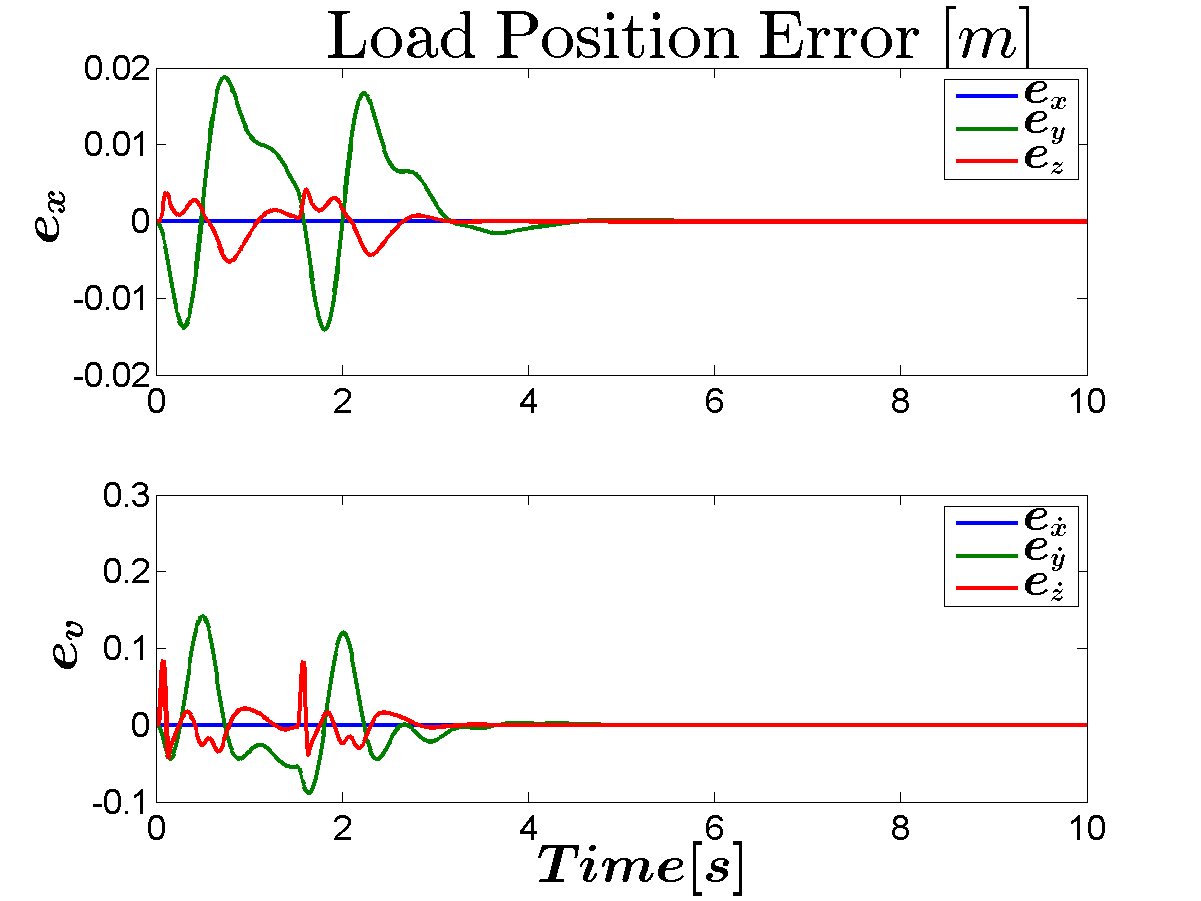 Load Position Error [m]
0.02
0.01
0
-0.01
-0.02
e_x
e_x
e_y
e_z
0 2 4 6 8 10
0.3
0.2
0.1
0
-0.1
e_v
e_ẋ
e_ẏ
e_ż
0 2 4 6 8 10
Time[s]